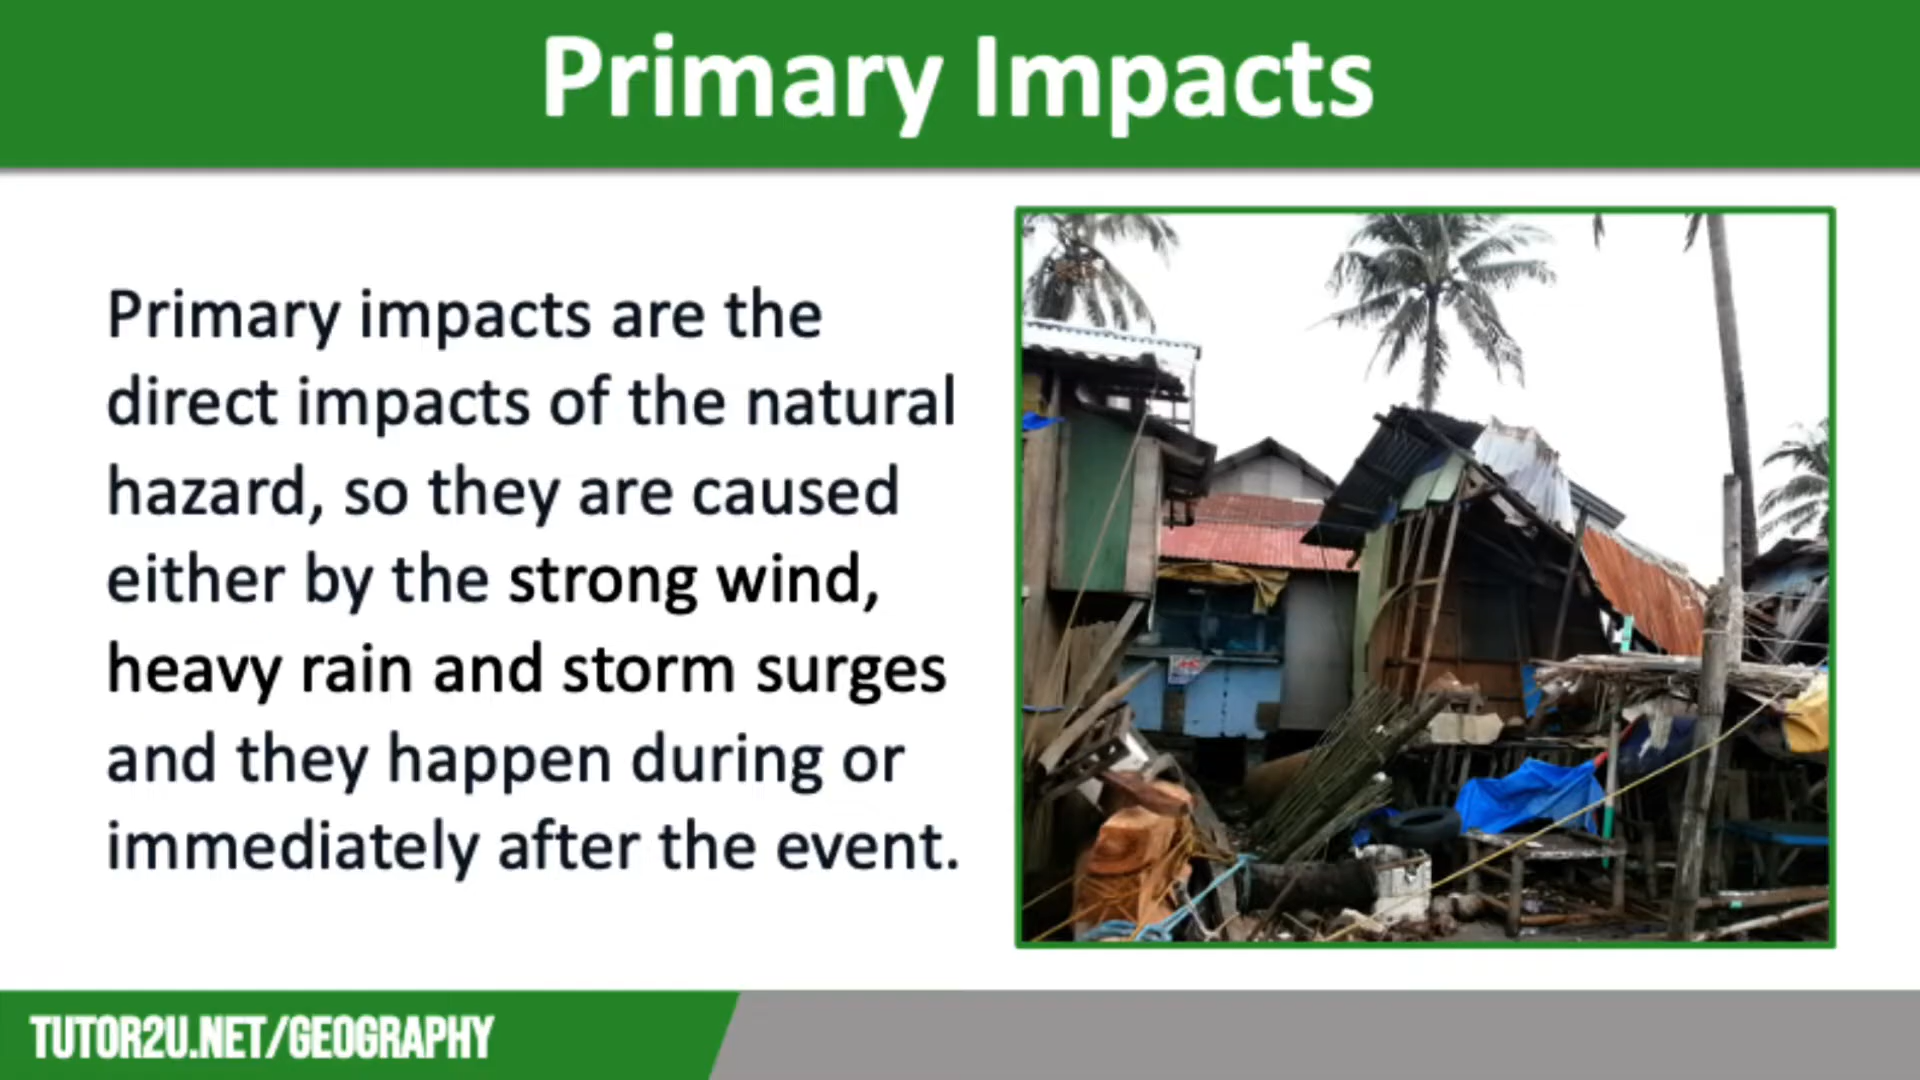 Primary Impacts
Primary impacts are the
direct impacts of the natural
hazard, so they are caused
either by the strong wind,
heavy rain and storm surges
and they happen during or
immediately after the event.
TUTOR2U.NET/GEOGRAPHY